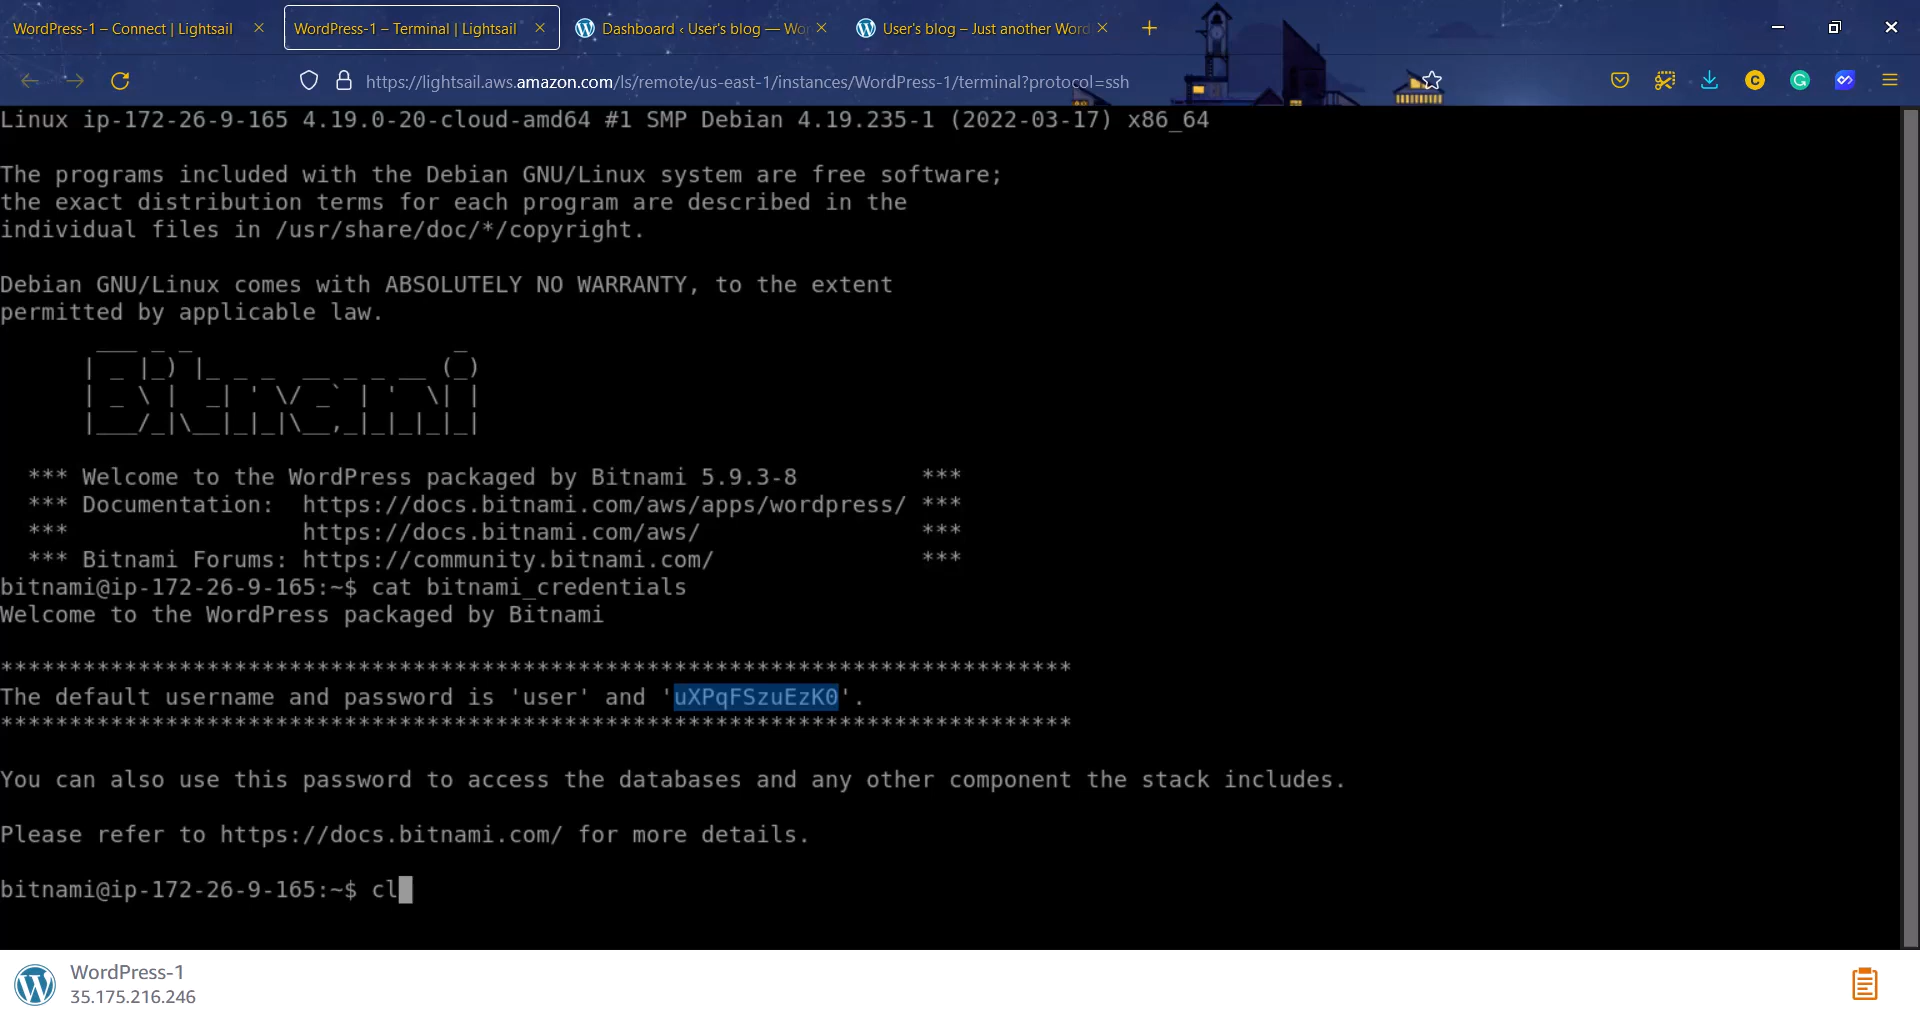 WordPress-1 – Connect | Lightsail
WordPress-1 – Terminal | Lightsail
Dashboard ‹ User's blog — Wor
User's blog – Just another Word
https://lightsail.aws.amazon.com/ls/remote/us-east-1/instances/WordPress-1/terminal?protocol=ssh
Linux ip-172-26-9-165 4.19.0-20-cloud-amd64 #1 SMP Debian 4.19.235-1 (2022-03-17) x86_64
The programs included with the Debian GNU/Linux system are free software;
the exact distribution terms for each program are described in the
individual files in /usr/share/doc/*/copyright.
Debian GNU/Linux comes with ABSOLUTELY NO WARRANTY, to the extent
permitted by applicable law.
Bitnami
*** Welcome to the WordPress packaged by Bitnami 5.9.3-8 ***
*** Documentation: https://docs.bitnami.com/aws/apps/wordpress/ ***
*** https://docs.bitnami.com/aws/ ***
*** Bitnami Forums: https://community.bitnami.com/ ***
bitnami@ip-172-26-9-165:~$ cat bitnami_credentials
Welcome to the WordPress packaged by Bitnami
******************************************************************************
The default username and password is 'user' and 'uXPqFSzuEzK0'.
******************************************************************************
You can also use this password to access the databases and any other component the stack includes.
Please refer to https://docs.bitnami.com/ for more details.
bitnami@ip-172-26-9-165:~$ cl
WordPress-1
35.175.216.246